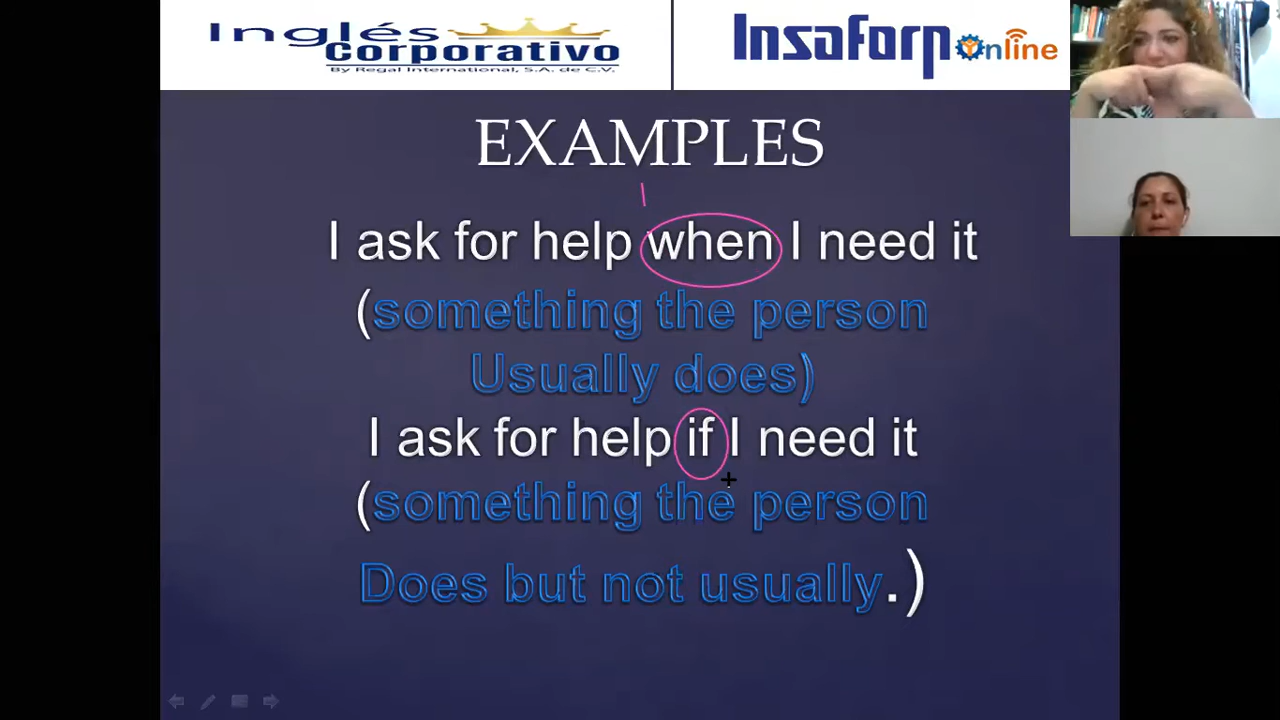 Inglés
Corporativo
By Regal International, S.A. de C.V.
Insaforp Online
EXAMPLES
I ask for help when I need it
(something the person
Usually does)
I ask for help if I need it
(something the person
Does but not usually.)